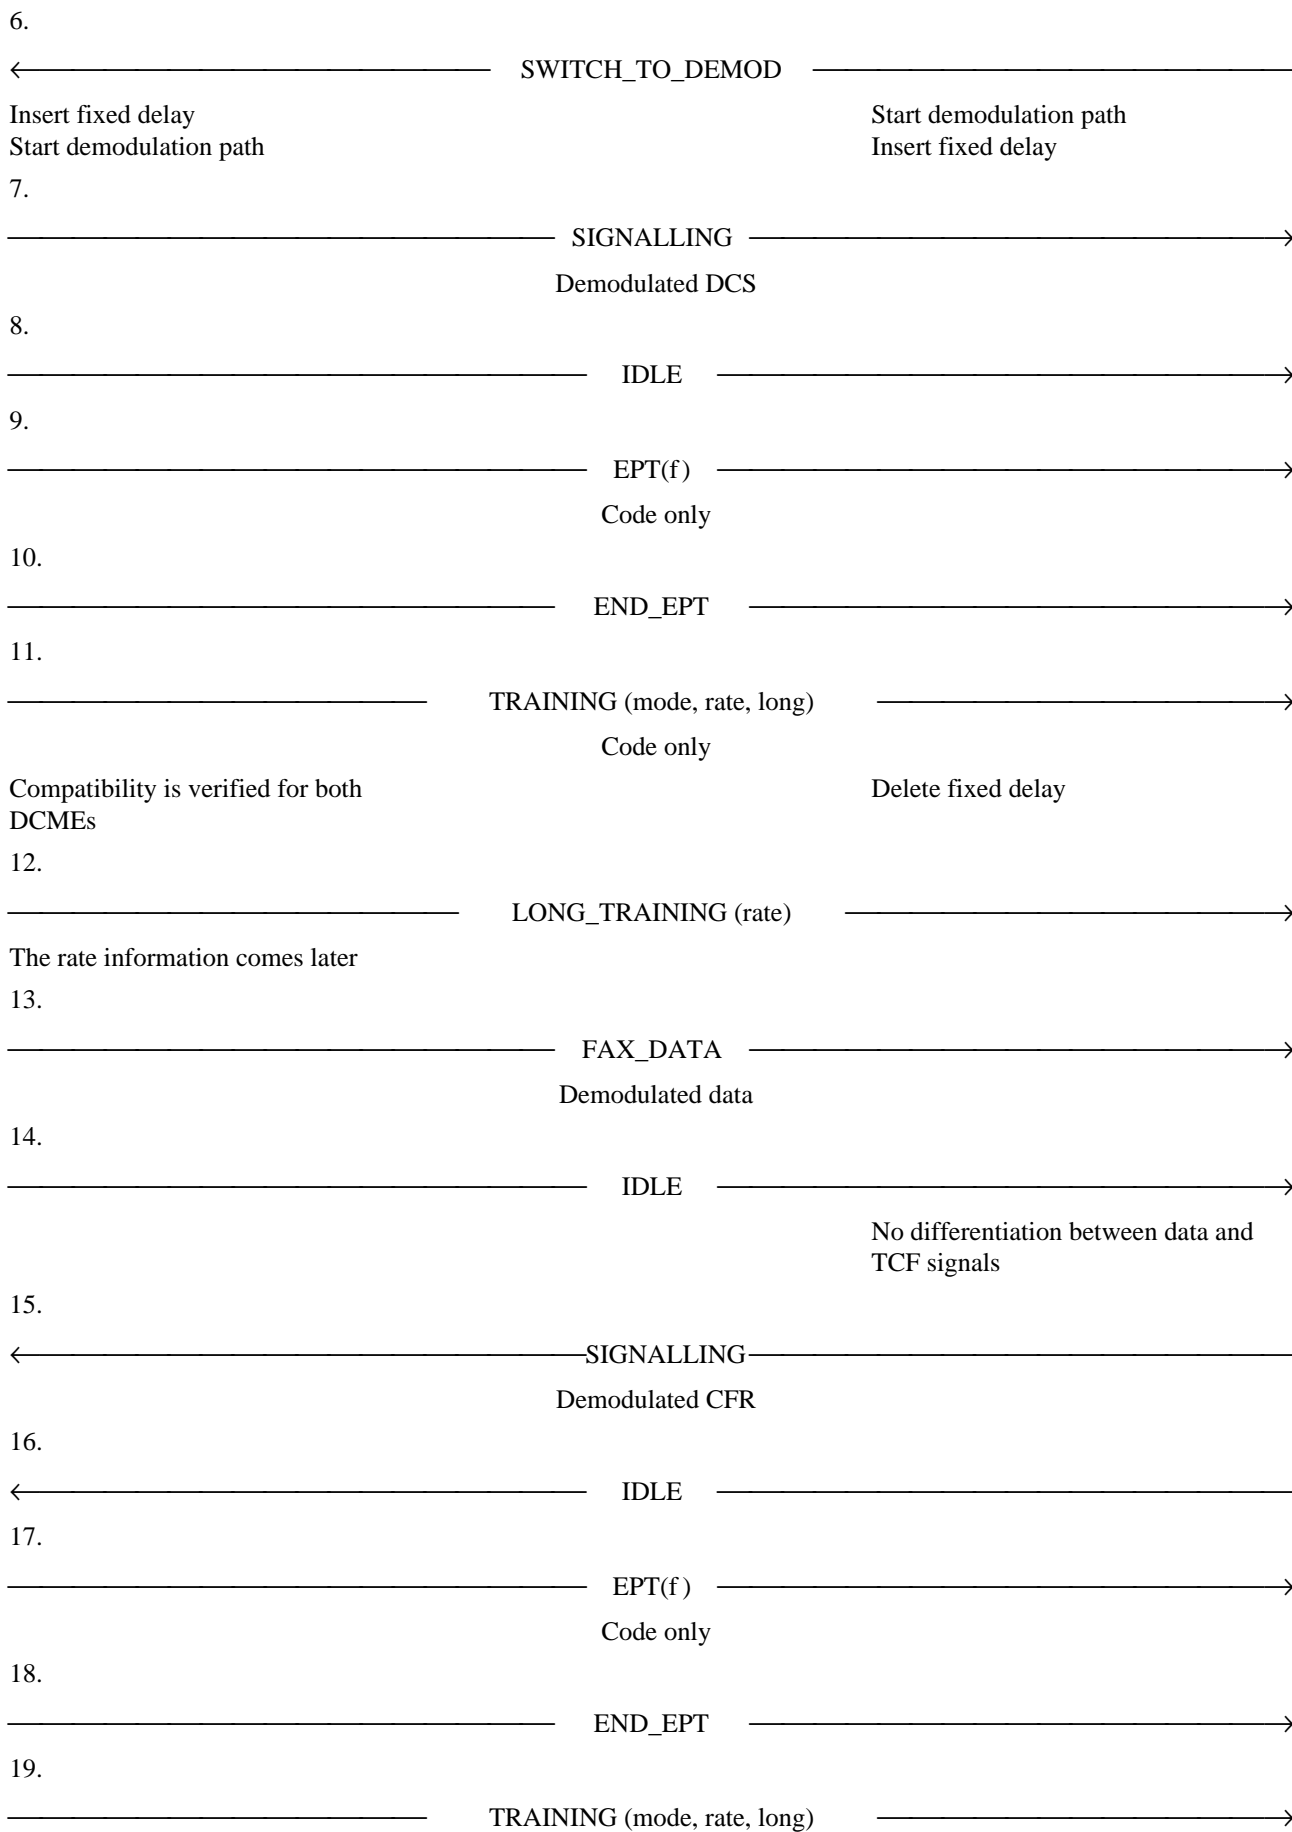 6.
SWITCH_TO_DEMOD
Insert fixed delay
Start demodulation path
Start demodulation path
Insert fixed delay
7.
SIGNALLING
Demodulated DCS
8.
IDLE
9.
EPT(f )
Code only
10.
END_EPT
11.
TRAINING (mode, rate, long)
Code only
Compatibility is verified for both
DCMEs
Delete fixed delay
12.
LONG_TRAINING (rate)
The rate information comes later
13.
FAX_DATA
Demodulated data
14.
IDLE
No differentiation between data and
TCF signals
15.
SIGNALLING
Demodulated CFR
16.
IDLE
17.
EPT(f )
Code only
18.
END_EPT
19.
TRAINING (mode, rate, long)